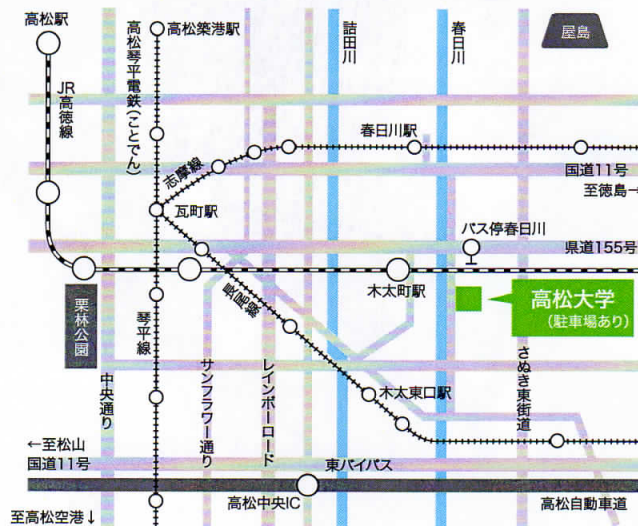 高松駅
高松築港駅
JR高徳線
高松琴平電鉄(ことでん)
詰田川
春日川
屋島
春日川駅
志摩線
国道11号
至徳島→
瓦町駅
バス停春日川
県道155号
木太町駅
高松大学
(駐車場あり)
栗林公園
長尾線
琴平線
中央通り
サンフラワー通り
レインボーロード
木太東口駅
さぬき東街道
←至松山
国道11号
東バイパス
高松中央IC
高松自動車道
至高松空港↓